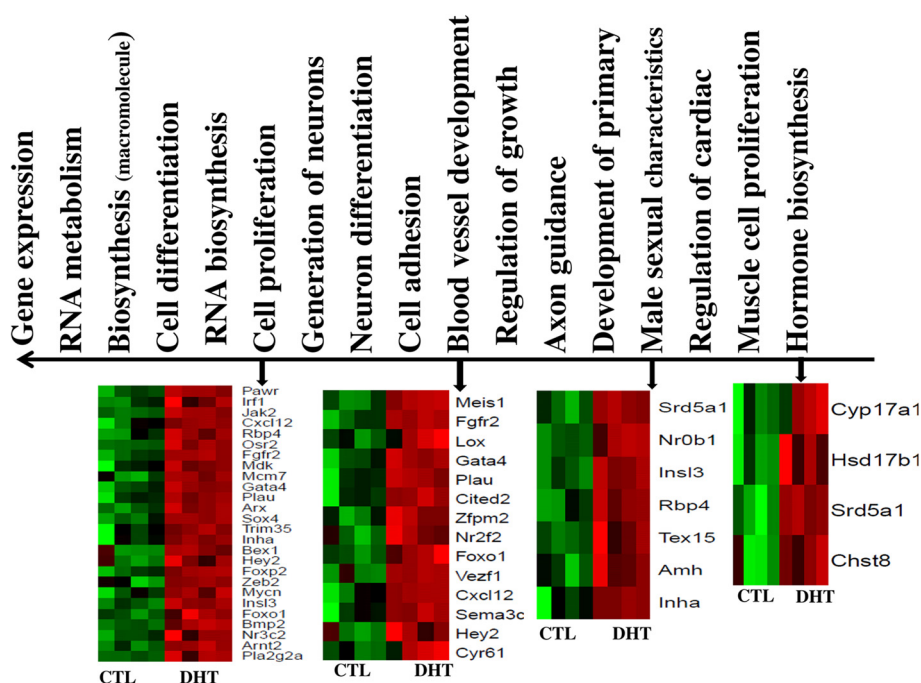 Gene expression
RNA metabolism
Biosynthesis (macromolecule)
Cell differentiation
RNA biosynthesis
Cell proliferation
Generation of neurons
Neuron differentiation
Cell adhesion
Blood vessel development
Regulation of growth
Axon guidance
Development of primary
Male sexual characteristics
Regulation of cardiac
Muscle cell proliferation
Hormone biosynthesis
Pawr
Irf1
Jak2
Cxcl12
Rbp4
Osr2
Fgfr2
Mdk
Mcm7
Gata4
Plau
Arx
Sox4
Trim35
Inha
Bex1
Hey2
Foxp2
Zeb2
Mycn
Insl3
Foxo1
Bmp2
Nr3c2
Arnt2
Pla2g2a
CTL DHT
Meis1
Fgfr2
Lox
Gata4
Plau
Cited2
Zfpm2
Nr2f2
Foxo1
Vezf1
Cxcl12
Sema3c
Hey2
Cyr61
CTL DHT
Srd5a1
Nr0b1
Insl3
Rbp4
Tex15
Amh
Inha
CTL DHT
Cyp17a1
Hsd17b1
Srd5a1
Chst8
CTL DHT